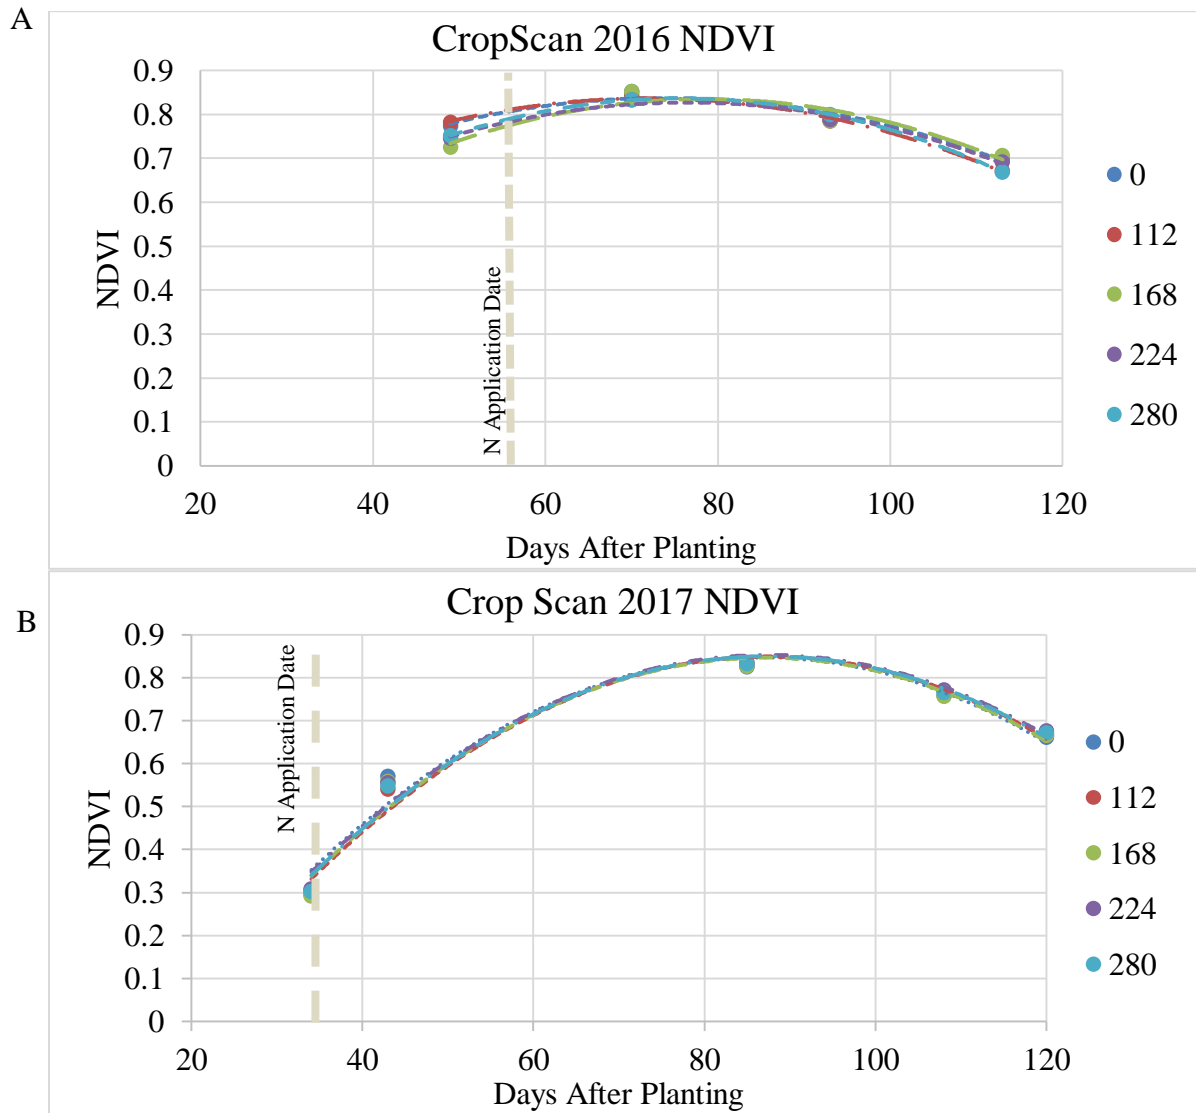 A
CropScan 2016 NDVI
0.9
0.8
0.7
0.6
0.5
0.4
0.3
0.2
0.1
0
NDVI
N Application Date
20 40 60 80 100 120
Days After Planting
0
112
168
224
280
B
Crop Scan 2017 NDVI
0.9
0.8
0.7
0.6
0.5
0.4
0.3
0.2
0.1
0
NDVI
N Application Date
20 40 60 80 100 120
Days After Planting
0
112
168
224
280